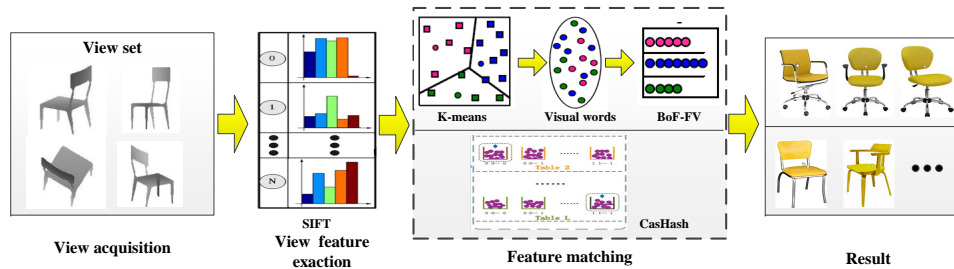 View set
View acquisition
0
1
N
SIFT
View feature
exaction
K-means
Visual words
BoF-FV
Table 2
Table L
CasHash
Feature matching
Result